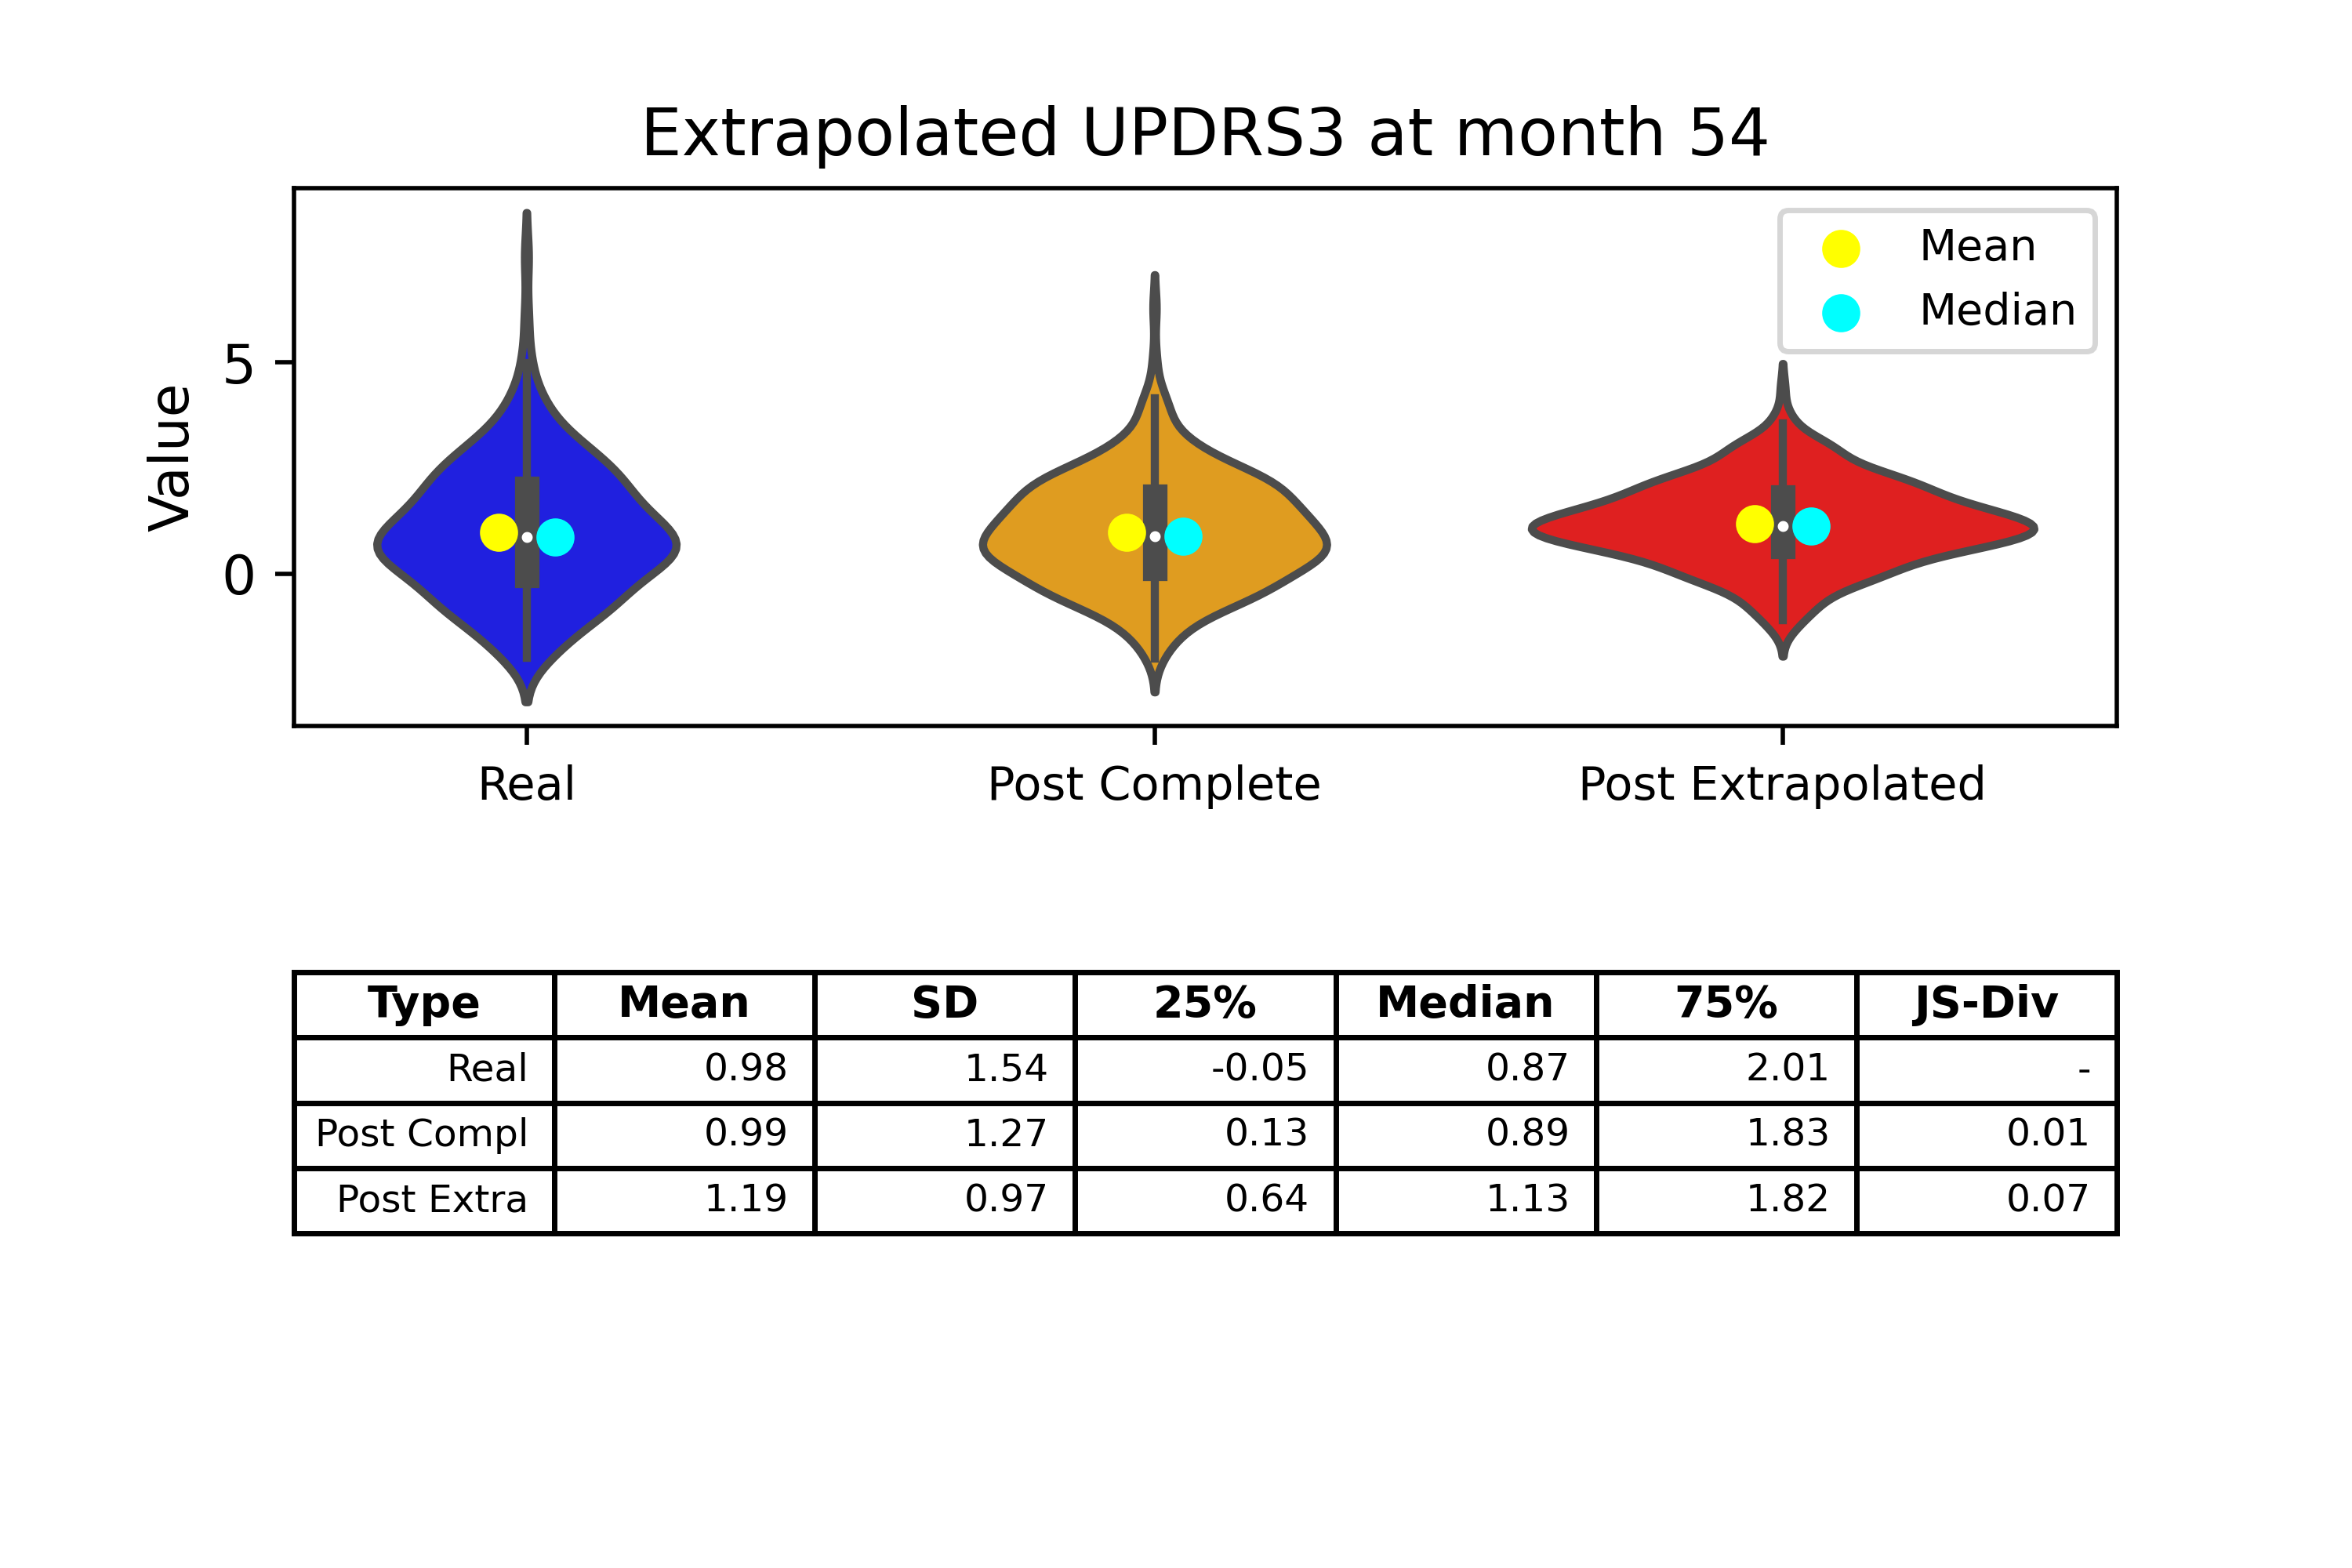 Extrapolated UPDRS3 at month 54
Mean
Median
5
0
Value
Real Post Complete Post Extrapolated
Type Mean SD 25% Median 75% JS-Div
Real 0.98 1.54 -0.05 0.87 2.01 -
Post Compl 0.99 1.27 0.13 0.89 1.83 0.01
Post Extra 1.19 0.97 0.64 1.13 1.82 0.07